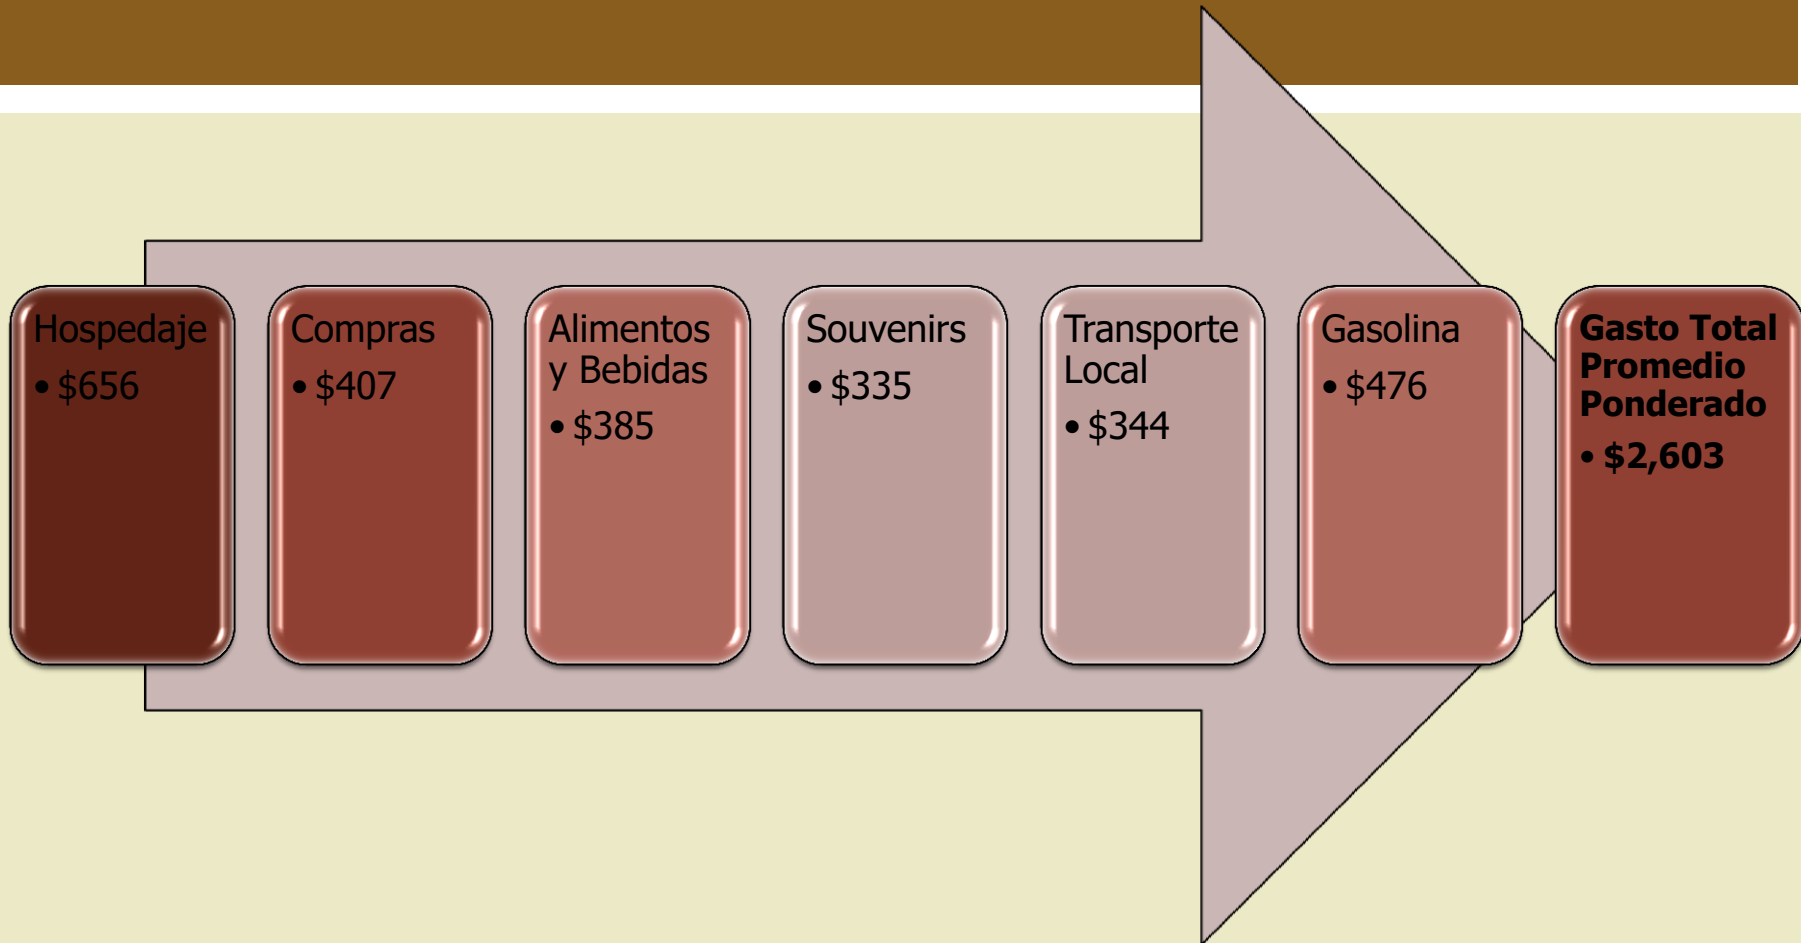 Hospedaje
• $656
Compras
• $407
Alimentos
y Bebidas
• $385
Souvenirs
• $335
Transporte
Local
• $344
Gasolina
• $476
Gasto Total
Promedio
Ponderado
• $2,603